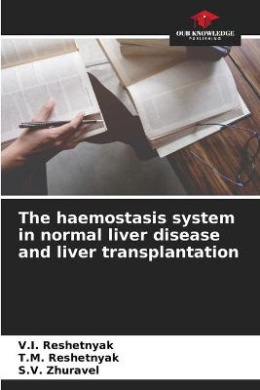 OUR KNOWLEDGE
PUBLISHING
The haemostasis system
in normal liver disease
and liver transplantation
V.I. Reshetnyak
T.M. Reshetnyak
S.V. Zhuravel